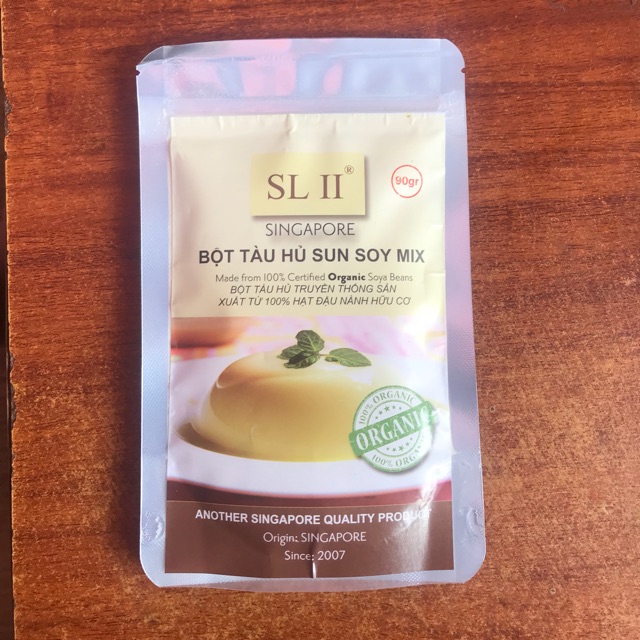 SL II®
90gr
SINGAPORE
BỘT TÀU HỦ SUN SOY MIX
Made from 100% Certified Organic Soya Beans
BỘT TÀU HỦ TRUYỀN THỐNG SẢN
XUẤT TỪ 100% HẠT ĐẬU NÀNH HỮU CƠ
100% ORGANIC
ORGANIC
100% ORGANIC
ANOTHER SINGAPORE QUALITY PRODUCT
Origin: SINGAPORE
Since: 2007